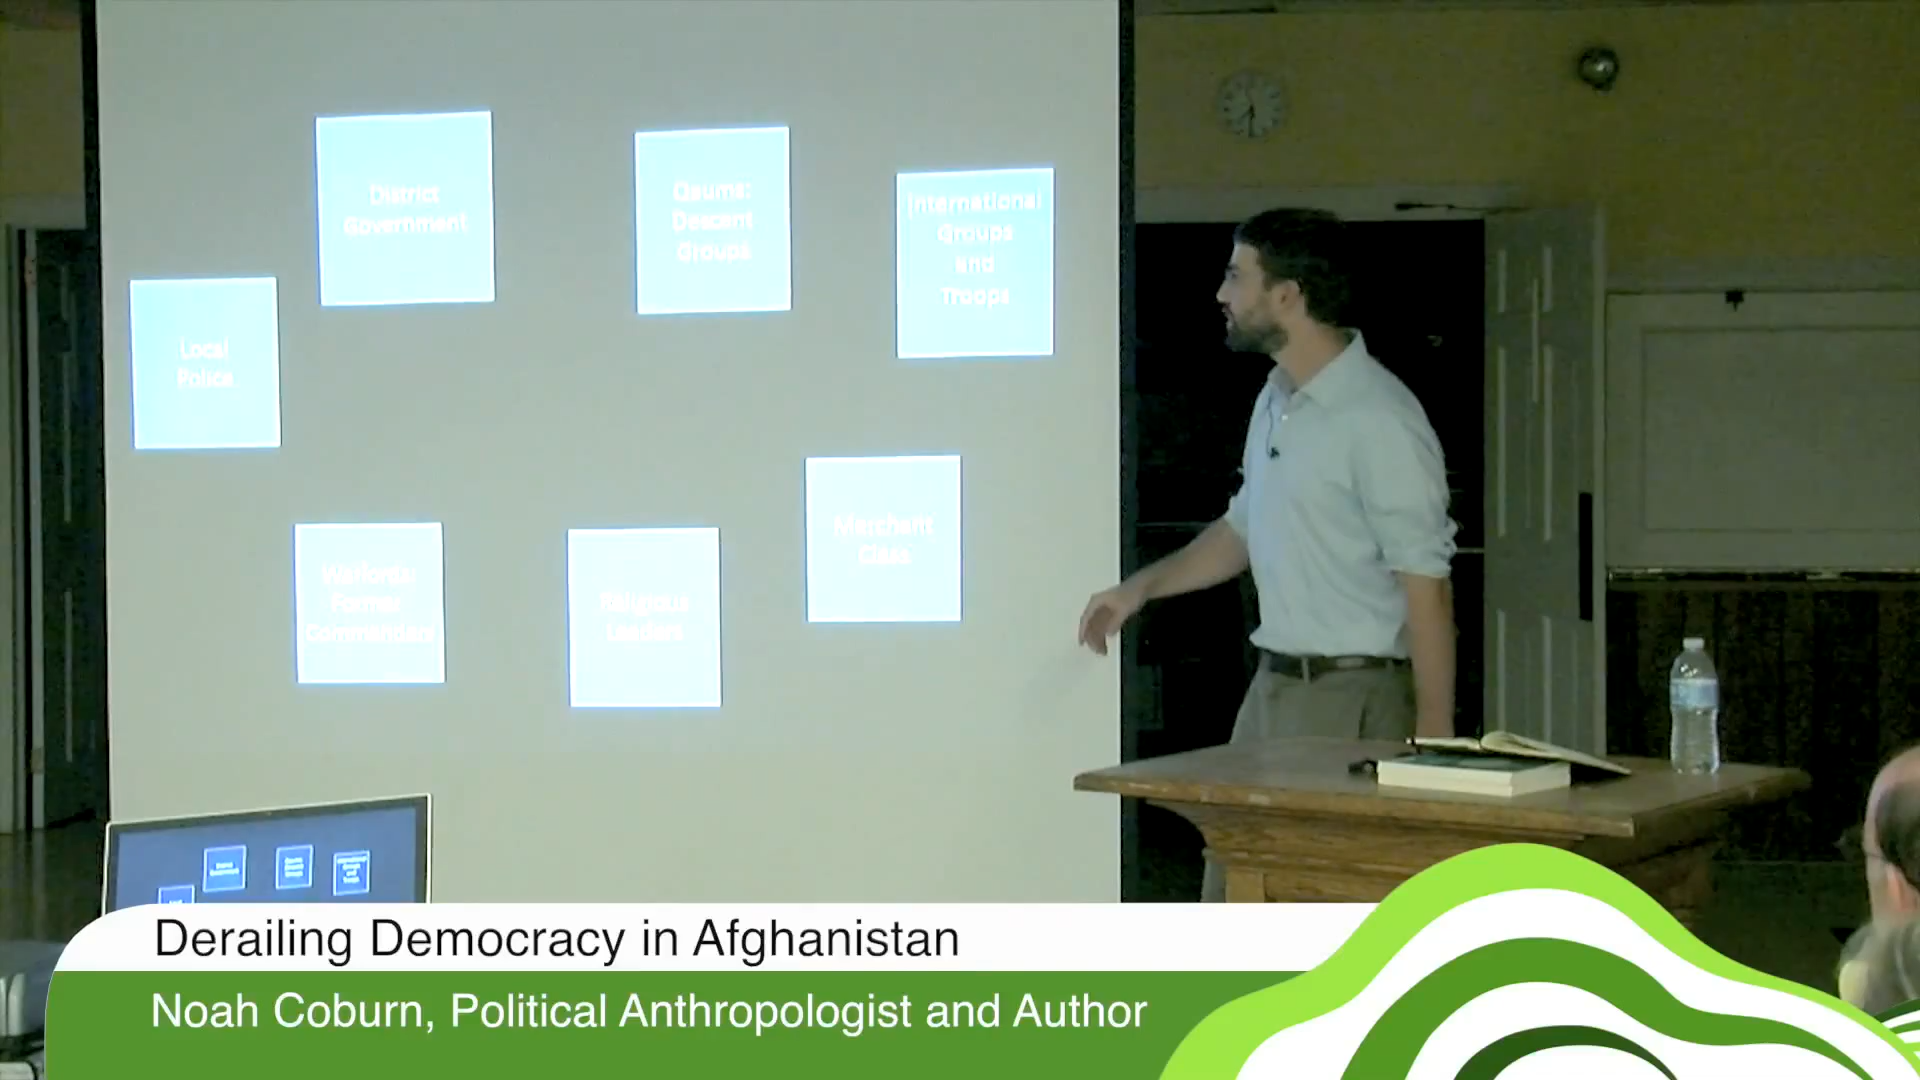 District
Government
Qaums:
Descent
Groups
International
Groups
and
Troops
Local
Police
Merchant
Class
Warlords:
Former
Commanders
Religious
Leaders
Derailing Democracy in Afghanistan
Noah Coburn, Political Anthropologist and Author